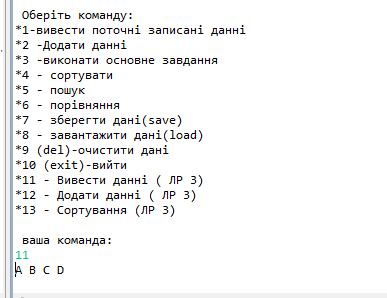 Оберіть команду:
*1-вивести поточні записані данні
*2 -Додати данні
*3 -виконати основне завдання
*4 - сортувати
*5 - пошук
*6 - порівняння
*7 - зберегти дані(save)
*8 - завантажити дані(load)
*9 (del)-очистити дані
*10 (exit)-вийти
*11 - Вивести данні ( ЛР 3)
*12 - Додати данні ( ЛР 3)
*13 - Сортування (ЛР 3)
ваша команда:
11
A B C D